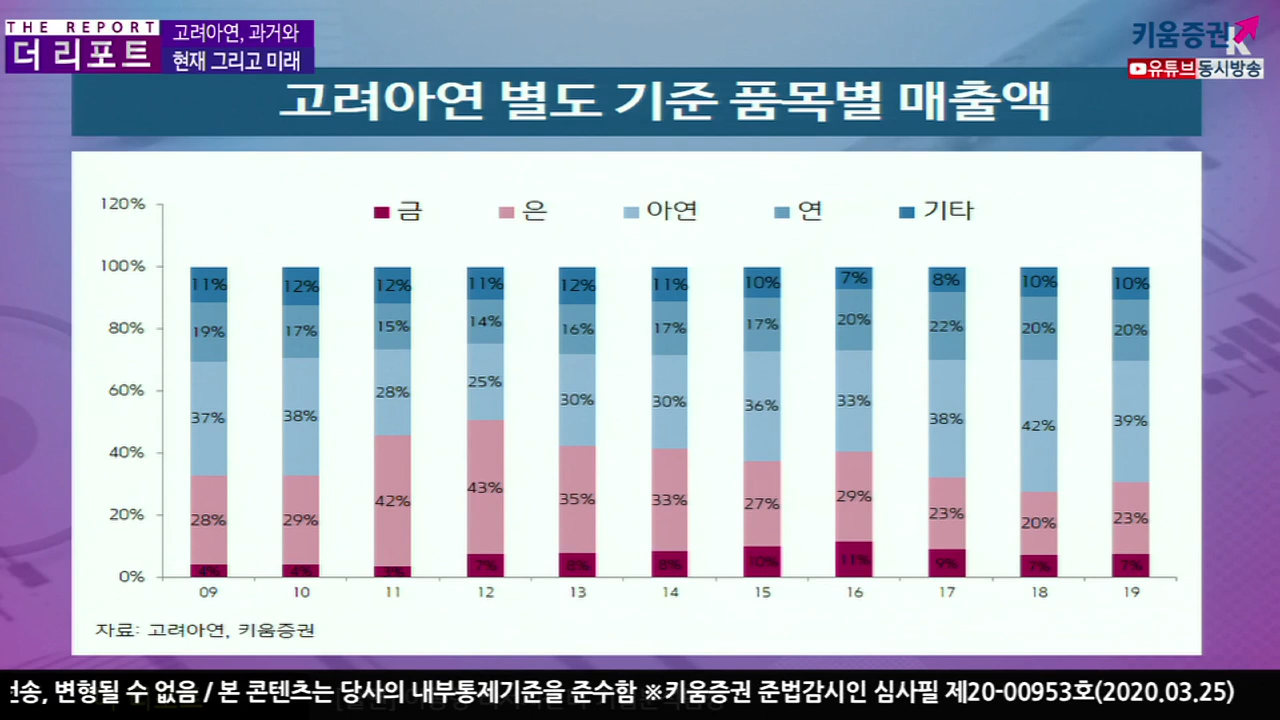 THE REPORT
더 리포트
고려아연, 과거와
현재 그리고 미래
키움증권
유튜브 동시방송
고려아연 별도 기준 품목별 매출액
120%
금 은 아연 연 기타
100%
11% 12% 12% 11% 12% 11% 10% 7% 8% 10% 10%
80%
19% 17% 15% 14% 16% 17% 17% 20% 22% 20% 20%
60%
37% 38% 28% 25% 30% 30% 36% 33% 38% 42% 39%
40%
28% 29% 42% 43% 35% 33% 27% 29% 23% 20% 23%
20%
4% 4% 3% 7% 8% 8% 10% 11% 9% 7% 7%
0%
09 10 11 12 13 14 15 16 17 18 19
자료: 고려아연, 키움증권
송, 변형될 수 없음 / 본 콘텐츠는 당사의 내부통제기준을 준수함 ※키움증권 준법감시인 심사필 제20-00953호(2020.03.25)